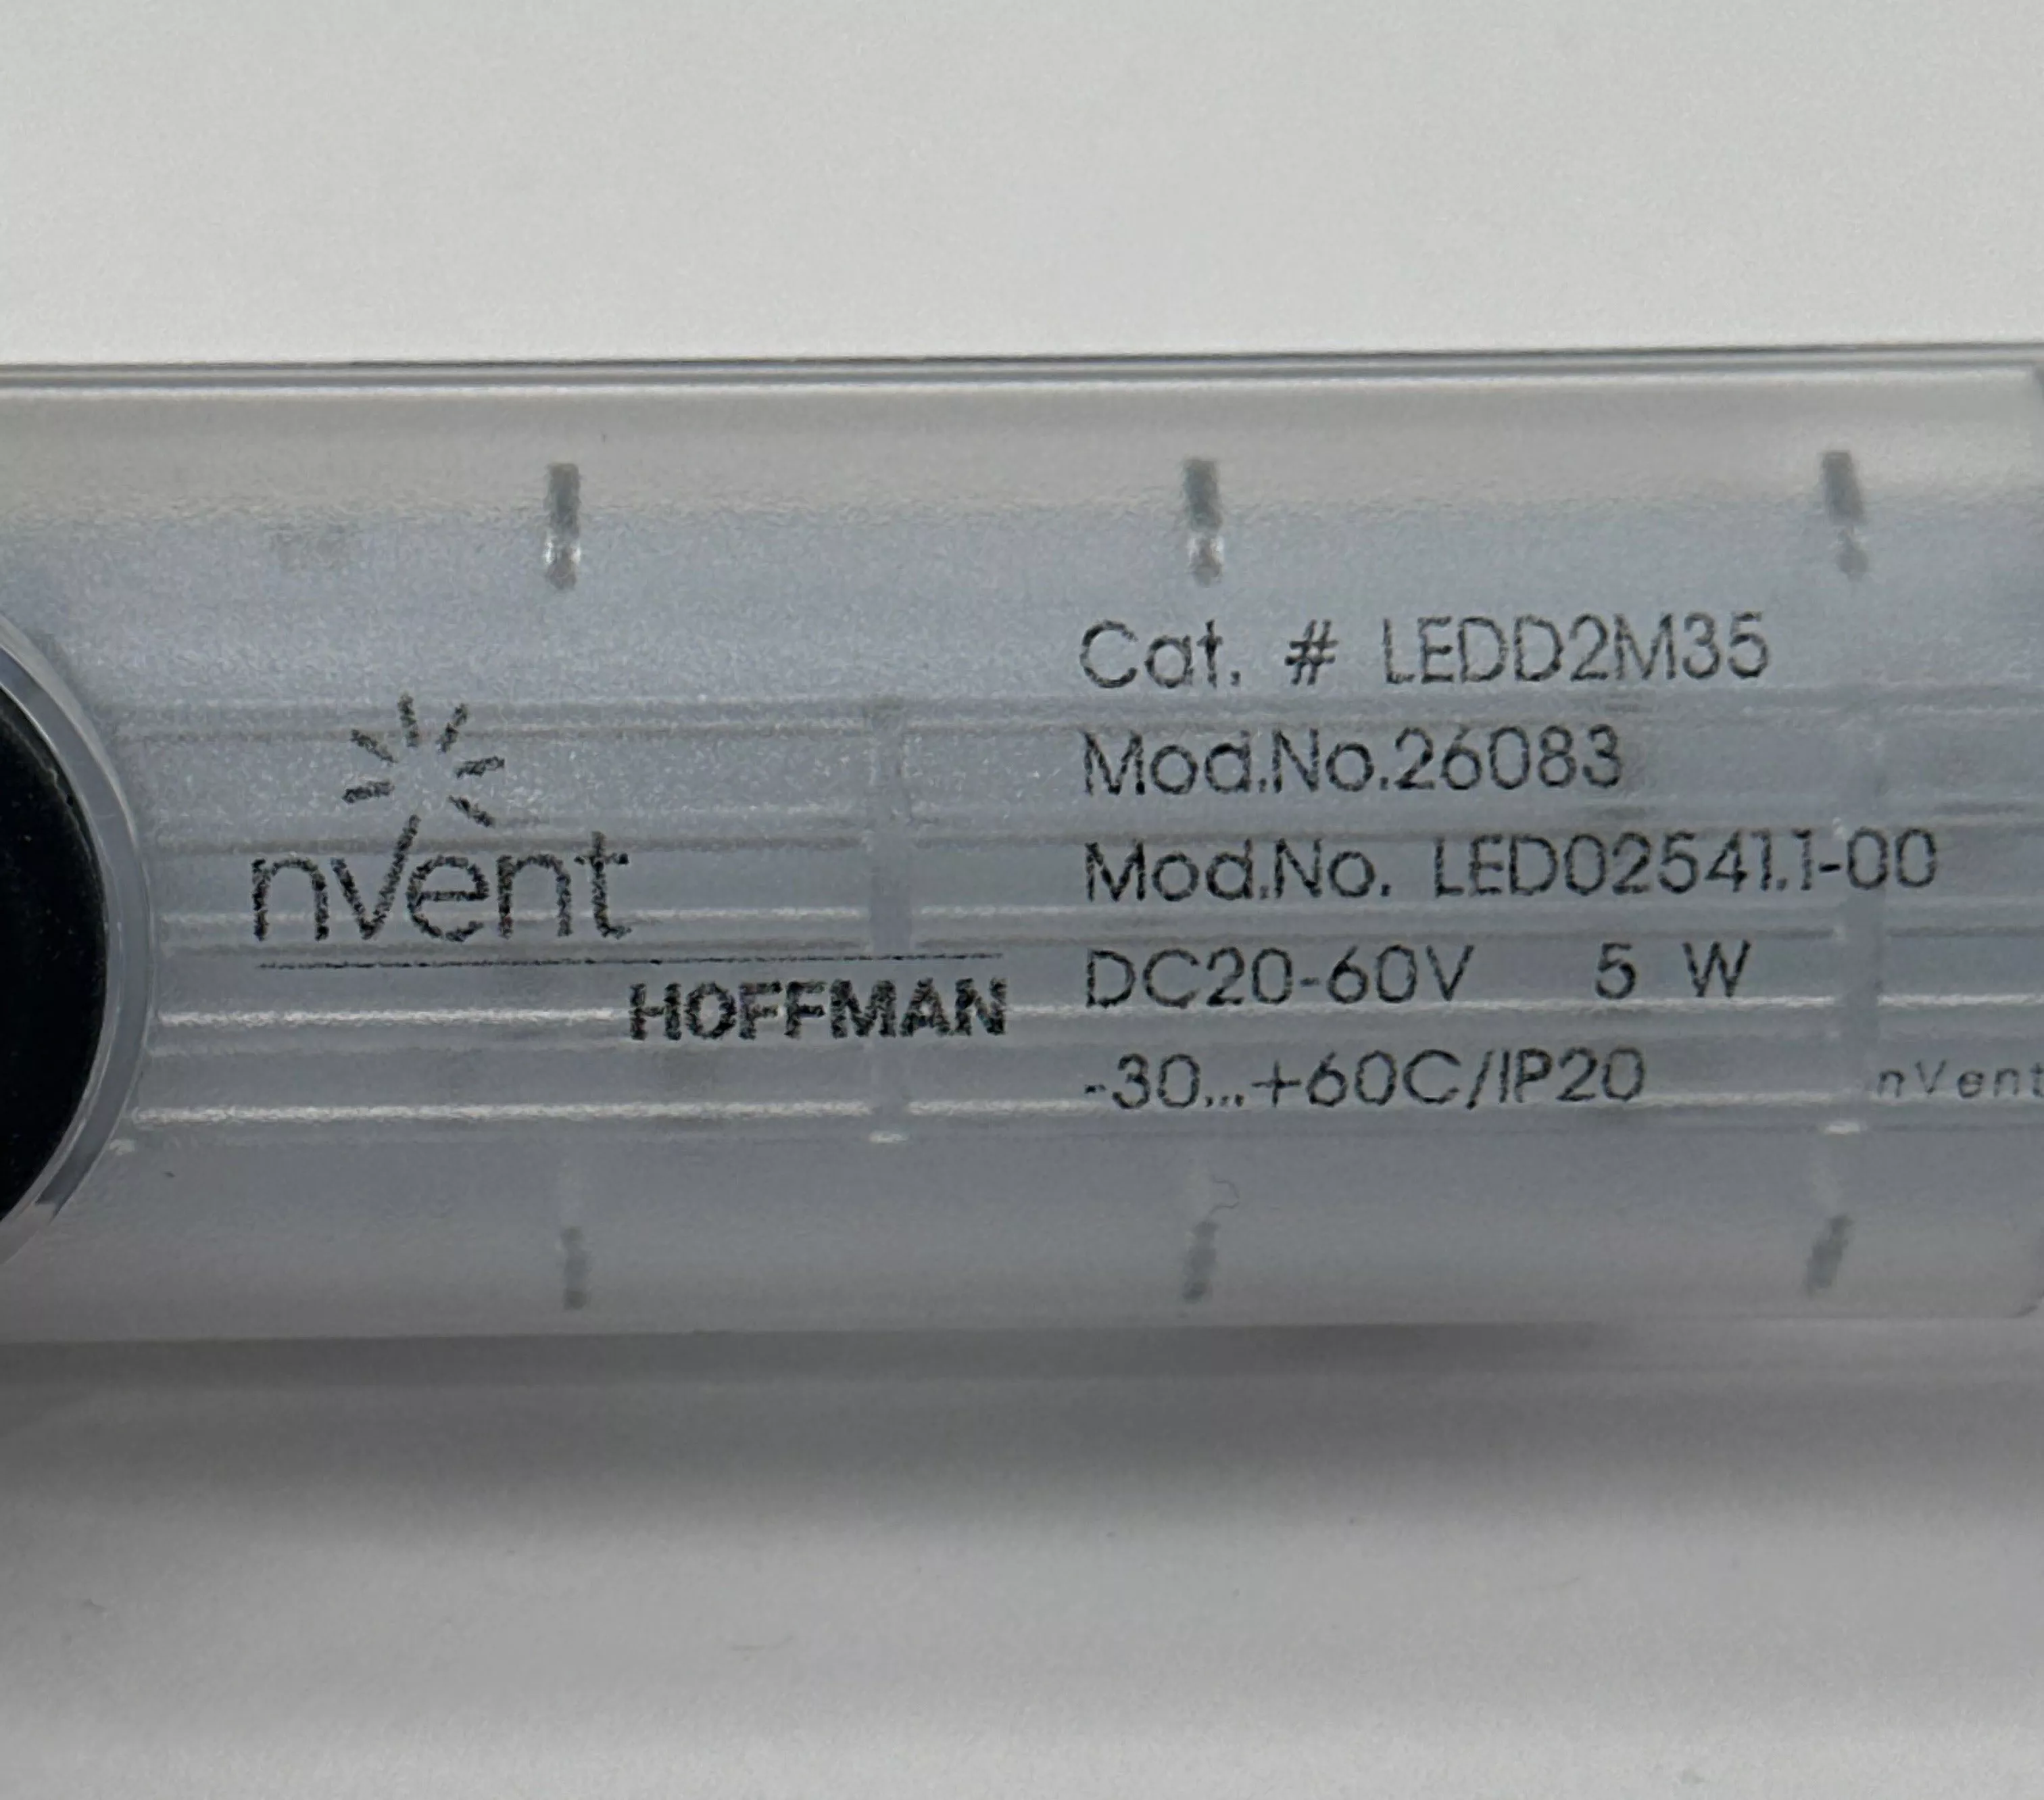 nVent
HOFFMAN
Cat. # LEDD2M35
Mod.No.26083
Mod.No. LED02541.1-00
DC20-60V 5 W
-30...+60C/IP20
nVent